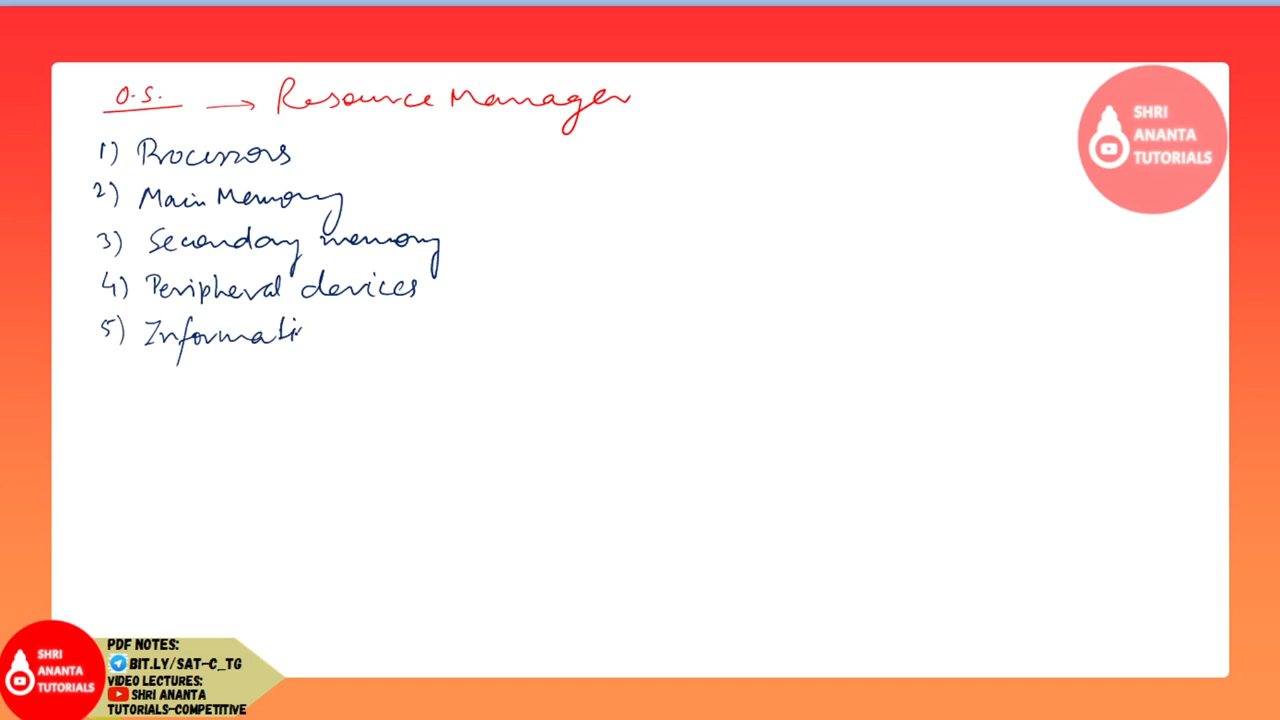 O.S. → Resource Manager
1) Processors
2) Main Memory
3) Secondary memory
4) Peripheral devices
5) Informati
SHRI
ANANTA
TUTORIALS
SHRI
ANANTA
TUTORIALS
PDF NOTES:
BIT.LY/SAT-C_TG
VIDEO LECTURES:
SHRI ANANTA
TUTORIALS-COMPETITIVE